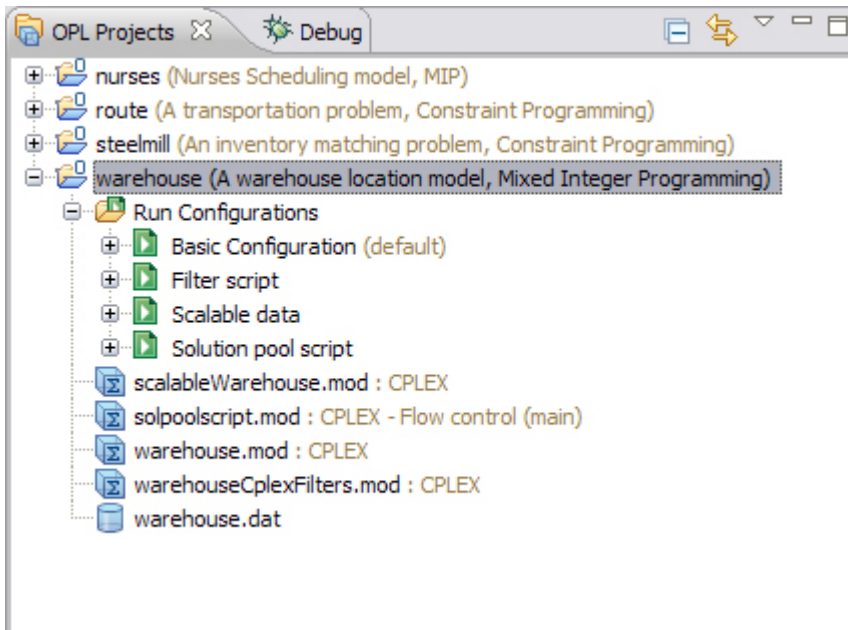 OPL Projects Debug
nurses (Nurses Scheduling model, MIP)
route (A transportation problem, Constraint Programming)
steelmill (An inventory matching problem, Constraint Programming)
warehouse (A warehouse location model, Mixed Integer Programming)
Run Configurations
Basic Configuration (default)
Filter script
Scalable data
Solution pool script
scalableWarehouse.mod : CPLEX
solpoolscript.mod : CPLEX - Flow control (main)
warehouse.mod : CPLEX
warehouseCplexFilters.mod : CPLEX
warehouse.dat